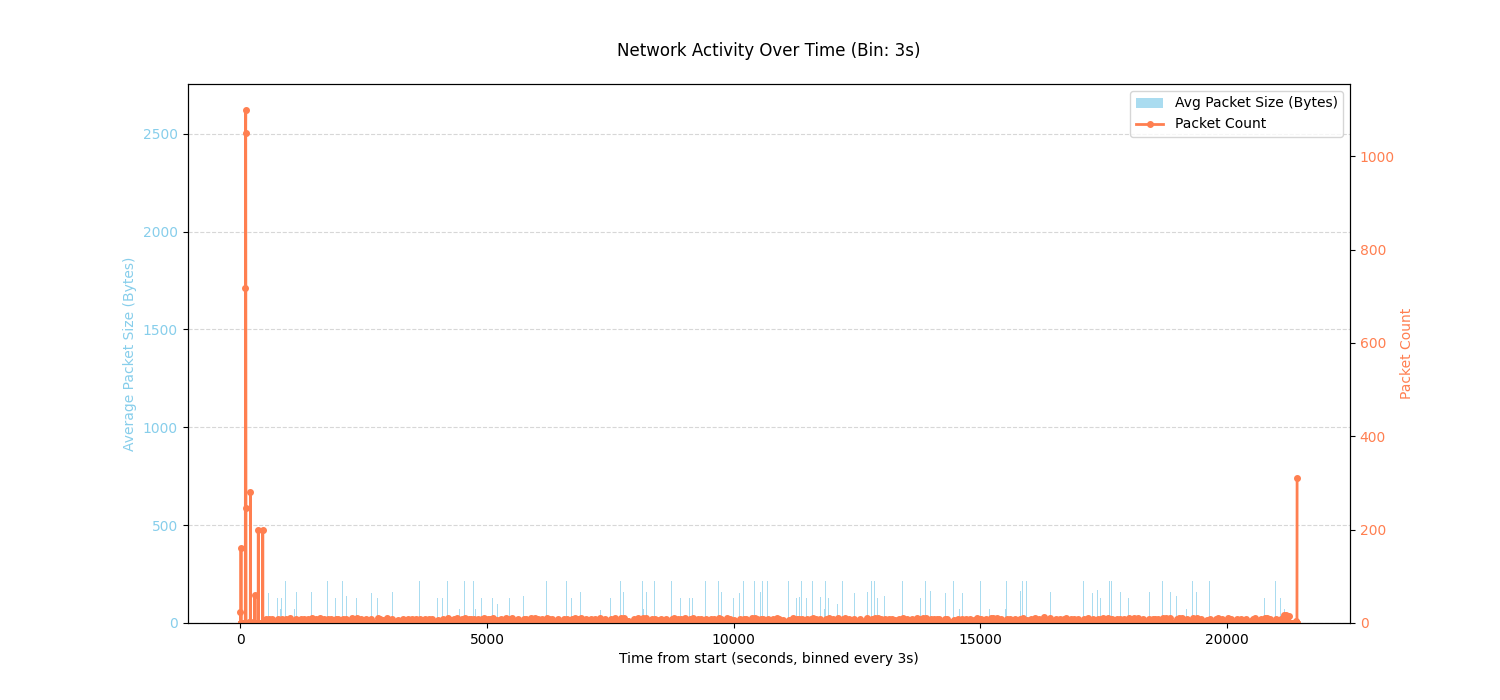 Network Activity Over Time (Bin: 3s)
Avg Packet Size (Bytes)
Packet Count
2500
2000
1500
1000
500
0
Average Packet Size (Bytes)
1000
800
600
400
200
0
Packet Count
0 5000 10000 15000 20000
Time from start (seconds, binned every 3s)